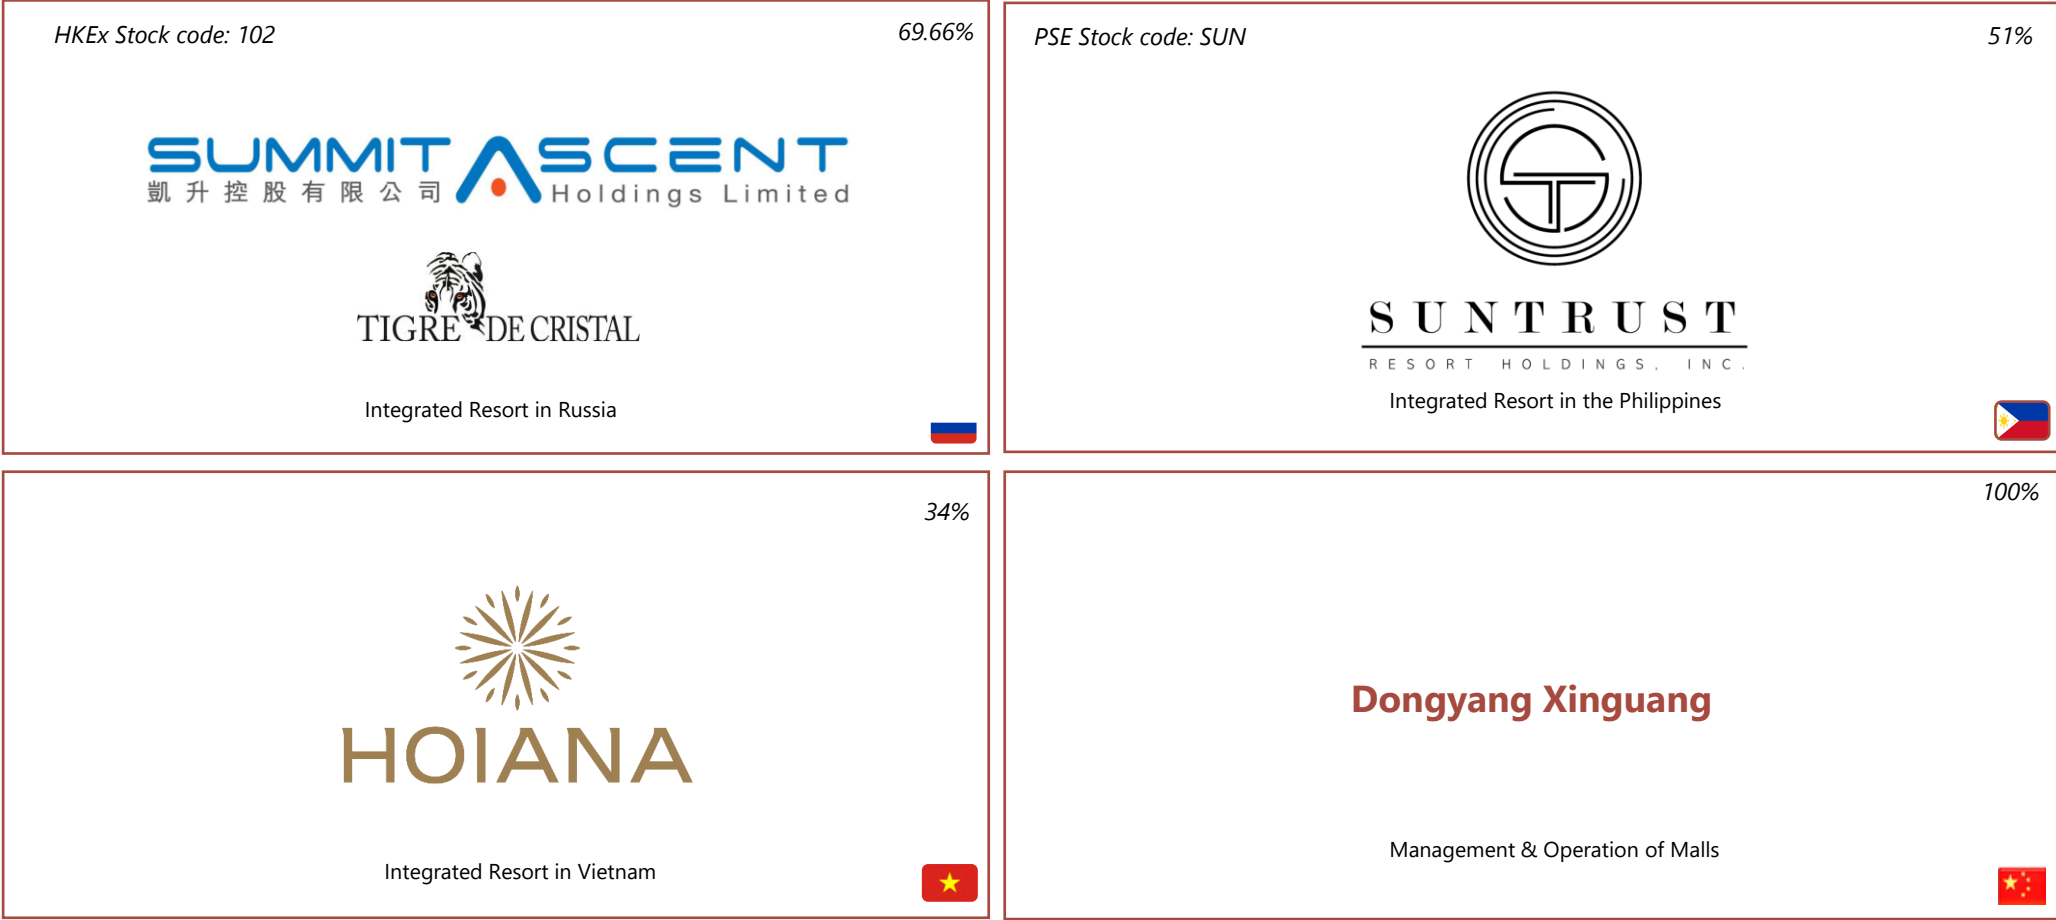 HKEx Stock code: 102
69.66%
SUMMIT ASCENT
凱升控股有限公司 Holdings Limited
TIGRE DE CRISTAL
Integrated Resort in Russia
PSE Stock code: SUN
51%
SUNTRUST
RESORT HOLDINGS, INC.
Integrated Resort in the Philippines
34%
HOIANA
Integrated Resort in Vietnam
100%
Dongyang Xinguang
Management & Operation of Malls